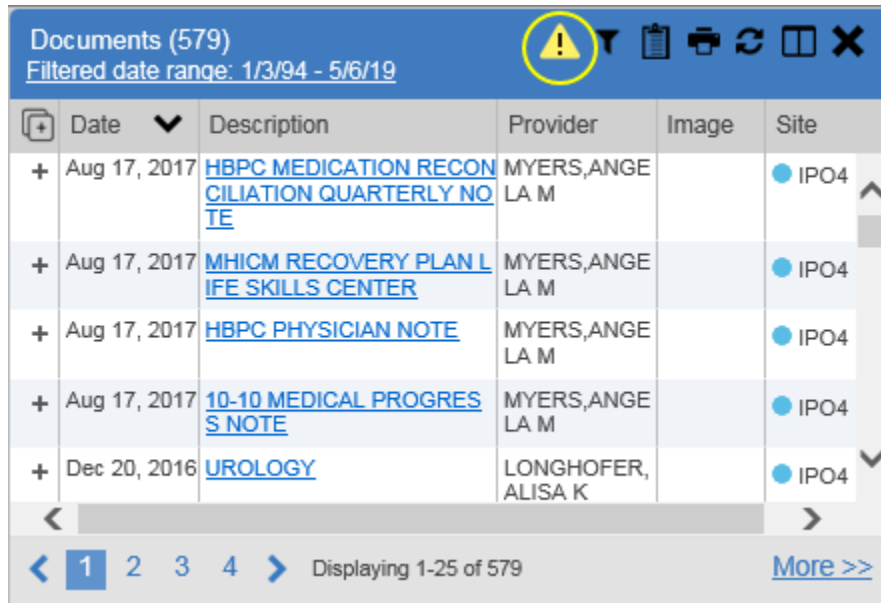 Documents (579)
Filtered date range: 1/3/94 - 5/6/19
Date Description Provider Image Site
+ Aug 17, 2017 HBPC MEDICATION RECON MYERS,ANGE IPO4
CILIATION QUARTERLY NO LA M
TE
+ Aug 17, 2017 MHICM RECOVERY PLAN L MYERS,ANGE IPO4
IFE SKILLS CENTER LA M
+ Aug 17, 2017 HBPC PHYSICIAN NOTE MYERS,ANGE IPO4
LA M
+ Aug 17, 2017 10-10 MEDICAL PROGRES MYERS,ANGE IPO4
S NOTE LA M
+ Dec 20, 2016 UROLOGY LONGHOFER, IPO4
ALISA K
1 2 3 4 Displaying 1-25 of 579 More >>